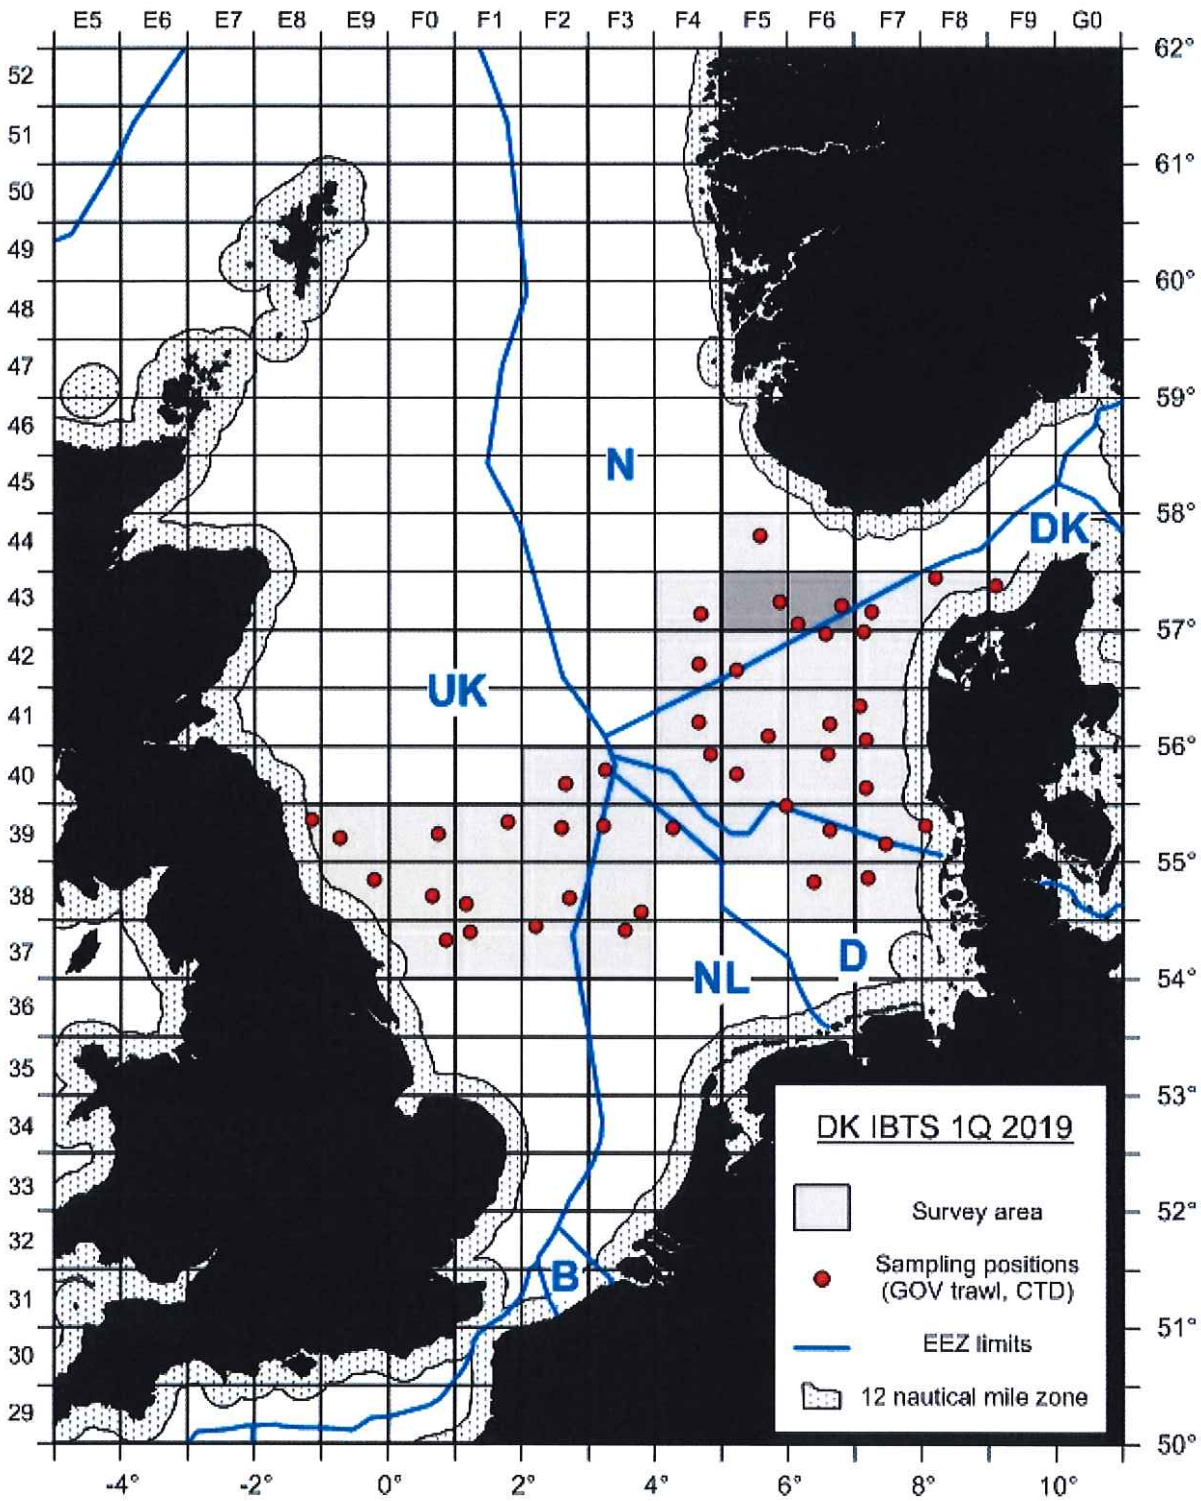 E5 E6 E7 E8 E9 F0 F1 F2 F3 F4 F5 F6 F7 F8 F9 G0
62°
52
51
61°
50
49
60°
48
47
59°
46
N
45
58°
44
DK
43
57°
42
UK
41
56°
40
39
55°
38
37
D
NL
54°
36
35
53°
34
DK IBTS 1Q 2019
33
Survey area
52°
32
Sampling positions
(GOV trawl, CTD)
B
31
51°
30
EEZ limits
12 nautical mile zone
29
50°
-4° -2° 0° 2° 4° 6° 8° 10°